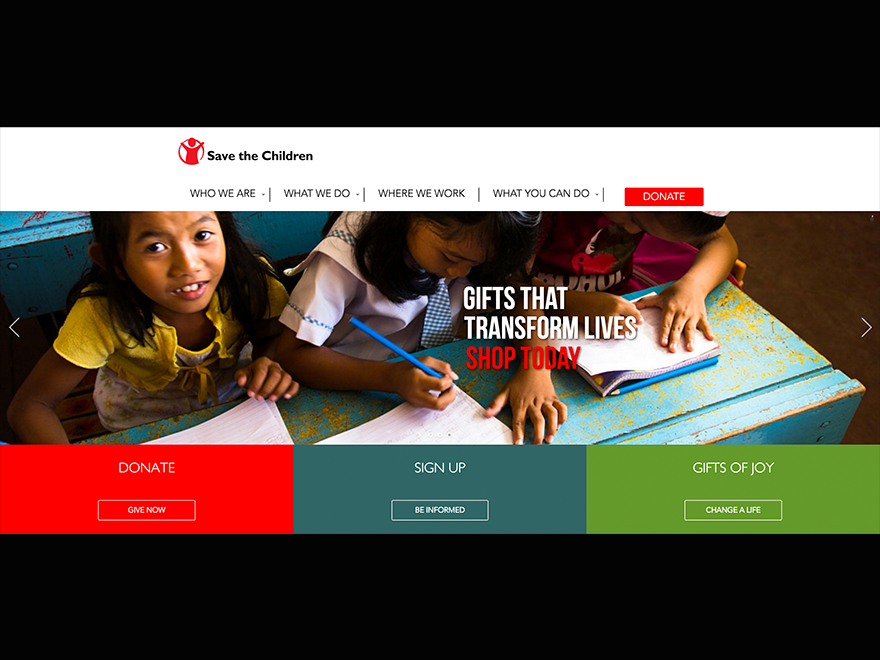 Save the Children
WHO WE ARE
WHAT WE DO
WHERE WE WORK
WHAT YOU CAN DO
DONATE
GIFTS THAT
TRANSFORM LIVES
SHOP TODAY
DONATE
SIGN UP
GIFTS OF JOY
GIVE NOW
BE INFORMED
CHANGE A LIFE